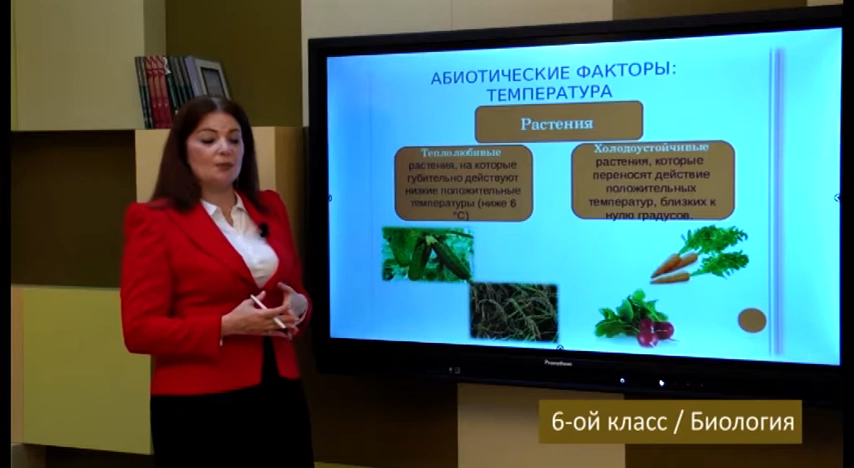 АБИОТИЧЕСКИЕ ФАКТОРЫ:
ТЕМПЕРАТУРА
Растения
Теплолюбивые
растения, на которые
губительно действуют
низкие положительные
температуры (ниже 6
°С)
Холодоустойчивые
растения, которые
переносят действие
положительных
температур, близких к
нулю градусов.
Promethean
6-ой класс / Биология